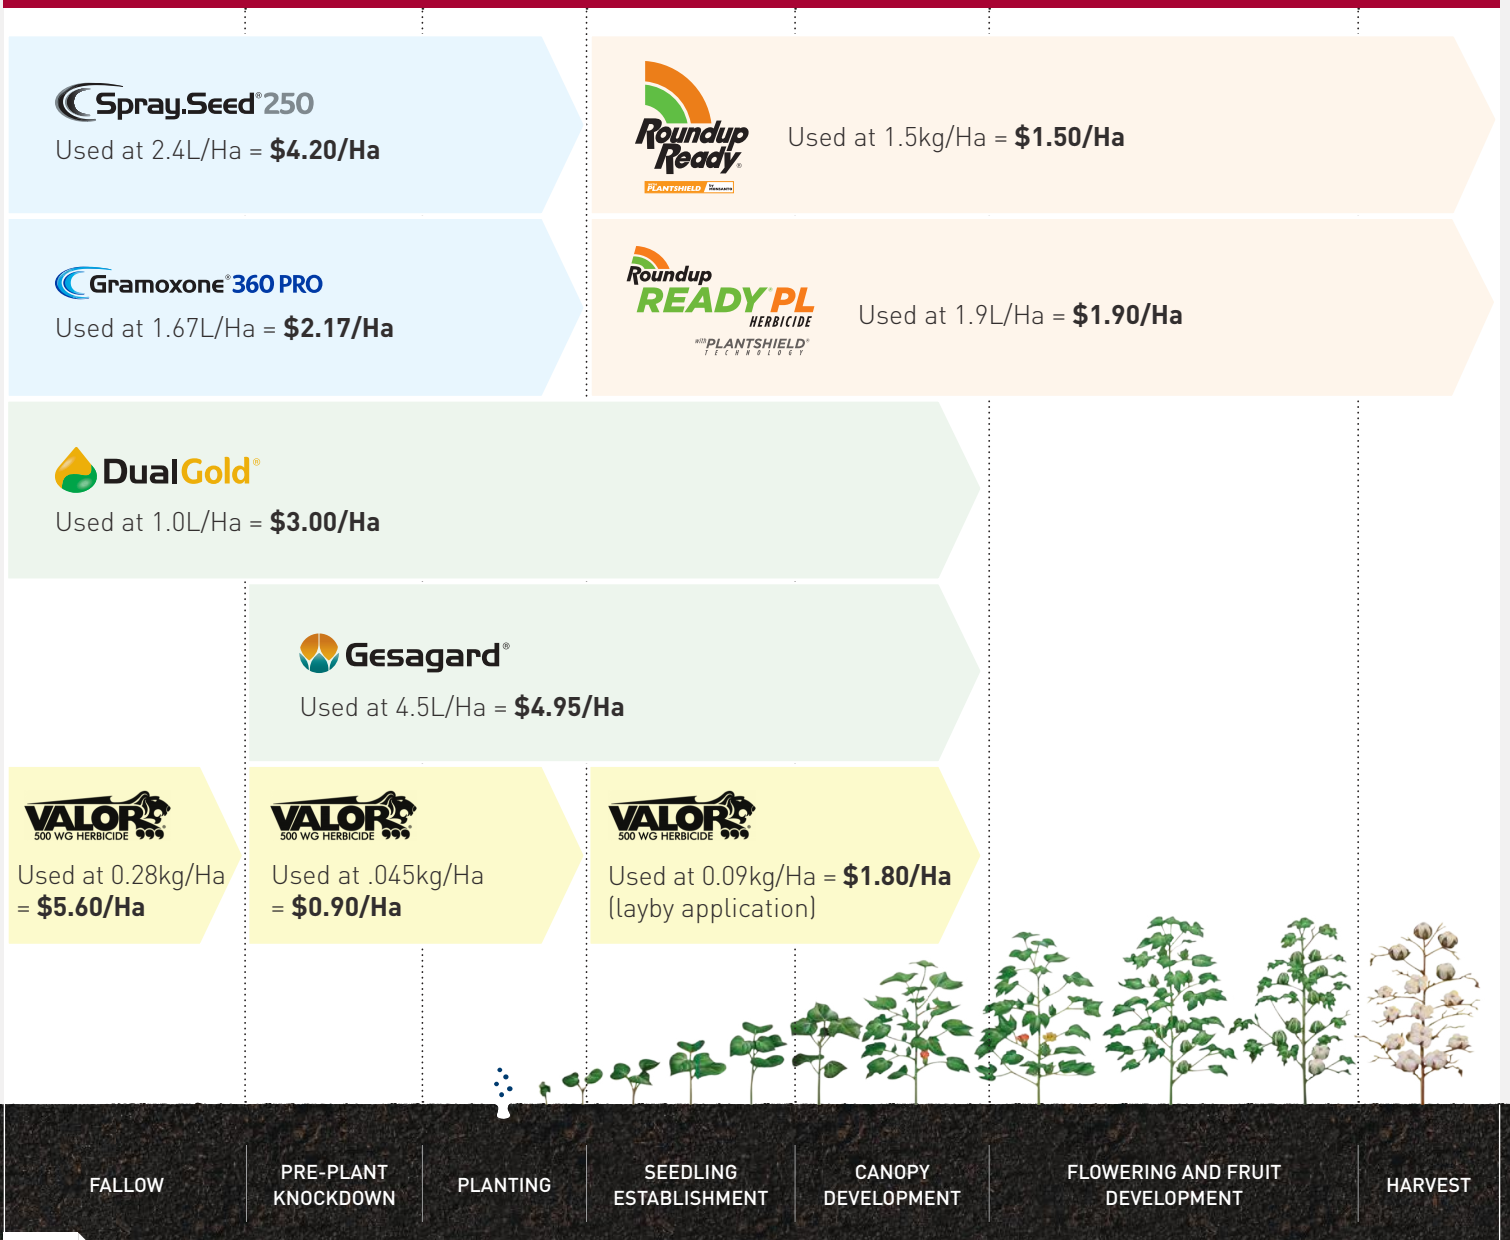 Spray.Seed® 250
Used at 2.4L/Ha = $4.20/Ha
Roundup
Ready®
PLANTSHIELD by MONSANTO
Used at 1.5kg/Ha = $1.50/Ha
Gramoxone® 360 PRO
Used at 1.67L/Ha = $2.17/Ha
Roundup
READY® PL
HERBICIDE
with PLANTSHIELD®
TECHNOLOGY
Used at 1.9L/Ha = $1.90/Ha
DualGold®
Used at 1.0L/Ha = $3.00/Ha
Gesagard®
Used at 4.5L/Ha = $4.95/Ha
VALOR®
500 WG HERBICIDE
Used at 0.28kg/Ha
= $5.60/Ha
VALOR®
500 WG HERBICIDE
Used at .045kg/Ha
= $0.90/Ha
VALOR®
500 WG HERBICIDE
Used at 0.09kg/Ha = $1.80/Ha
(layby application)
FALLOW
PRE-PLANT
KNOCKDOWN
PLANTING
SEEDLING
ESTABLISHMENT
CANOPY
DEVELOPMENT
FLOWERING AND FRUIT
DEVELOPMENT
HARVEST